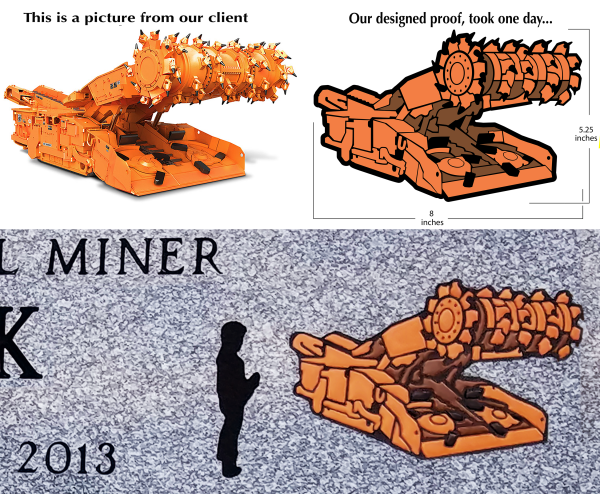 This is a picture from our client
Our designed proof, took one day...
5.25
inches
8
inches
L MINER
K
2013